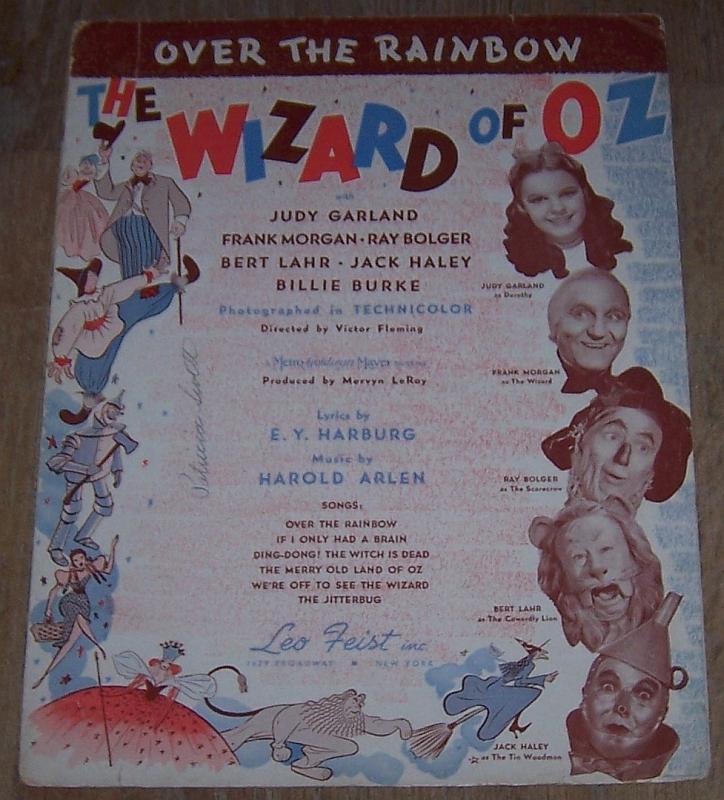 OVER THE RAINBOW
THE WIZARD OF OZ
with
JUDY GARLAND
FRANK MORGAN • RAY BOLGER
BERT LAHR • JACK HALEY
BILLIE BURKE
Photographed in TECHNICOLOR
Directed by Victor Fleming
A Metro-Goldwyn-Mayer
Produced by Mervyn LeRoy
Lyrics by
E. Y. HARBURG
Music by
HAROLD ARLEN
SONGS:
OVER THE RAINBOW
IF I ONLY HAD A BRAIN
DING-DONG! THE WITCH IS DEAD
THE MERRY OLD LAND OF OZ
WE'RE OFF TO SEE THE WIZARD
THE JITTERBUG
Leo Feist inc.
1629 BROADWAY NEW YORK
Patricia Scott
JUDY GARLAND
as Dorothy
FRANK MORGAN
as The Wizard
RAY BOLGER
as The Scarecrow
BERT LAHR
as The Cowardly Lion
JACK HALEY
as The Tin Woodman